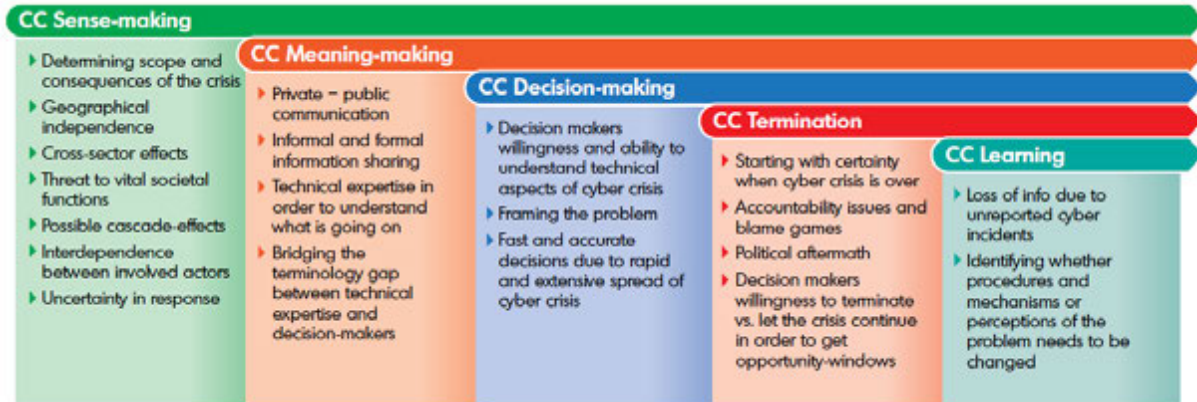 CC Sense-making
Determining scope and
consequences of the crisis
Geographical
independence
Cross-sector effects
Threat to vital societal
functions
Possible cascade-effects
Interdependence
between involved actors
Uncertainty in response
CC Meaning-making
Private – public
communication
Informal and formal
information sharing
Technical expertise in
order to understand
what is going on
Bridging the
terminology gap
between technical
expertise and
decision-makers
CC Decision-making
Decision makers
willingness and ability to
understand technical
aspects of cyber crisis
Framing the problem
Fast and accurate
decisions due to rapid
and extensive spread of
cyber crisis
CC Termination
Starting with certainty
when cyber crisis is over
Accountability issues and
blame games
Political aftermath
Decision makers
willingness to terminate
vs. let the crisis continue
in order to get
opportunity-windows
CC Learning
Loss of info due to
unreported cyber
incidents
Identifying whether
procedures and
mechanisms or
perceptions of the
problem needs to be
changed